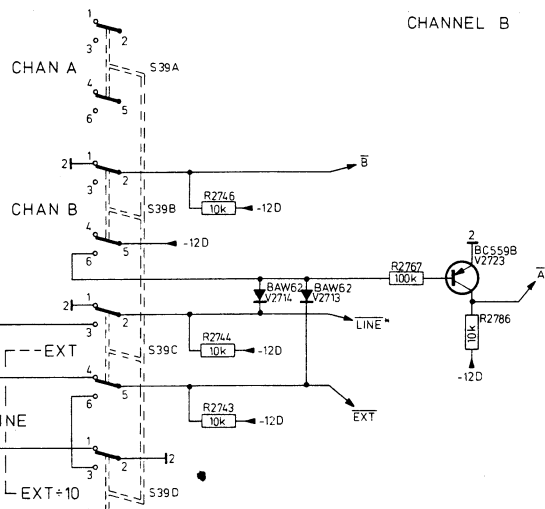 CHANNEL B
1
2
3
CHAN A
S39A
4
5
6
1
2
2
3
B
R2746
10k
-12D
CHAN B
S39B
4
5
-12D
6
2
BC559B
V2723
R2767
100k
A
BAW62
V2714
BAW62
V2713
R2786
10k
-12D
1
2
2
3
LINE
R2744
10k
-12D
EXT
S39C
4
5
6
R2743
10k
-12D
EXT
INE
1
2
2
3
EXT÷10
S39D